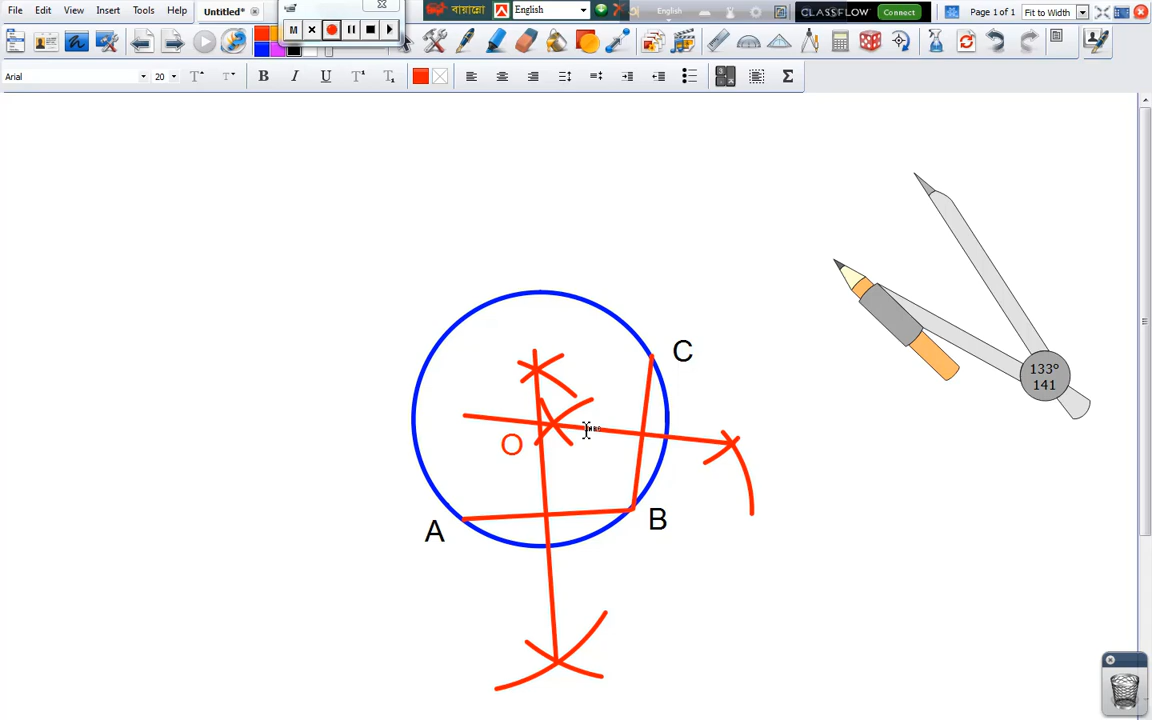 File Edit View Insert Tools Help Untitled* বায়ান্নো English English CLASSFLOW Connect Page 1 of 1 Fit to Width
M
Arial 20 B I U T T Σ
133°
141
C
O
B
A